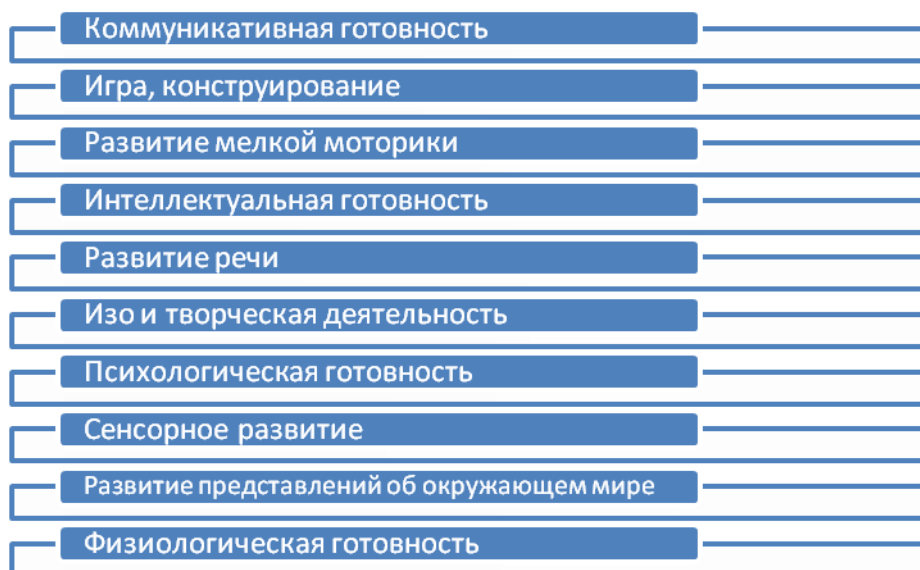 Коммуникативная готовность
Игра, конструирование
Развитие мелкой моторики
Интеллектуальная готовность
Развитие речи
Изо и творческая деятельность
Психологическая готовность
Сенсорное развитие
Развитие представлений об окружающем мире
Физиологическая готовность